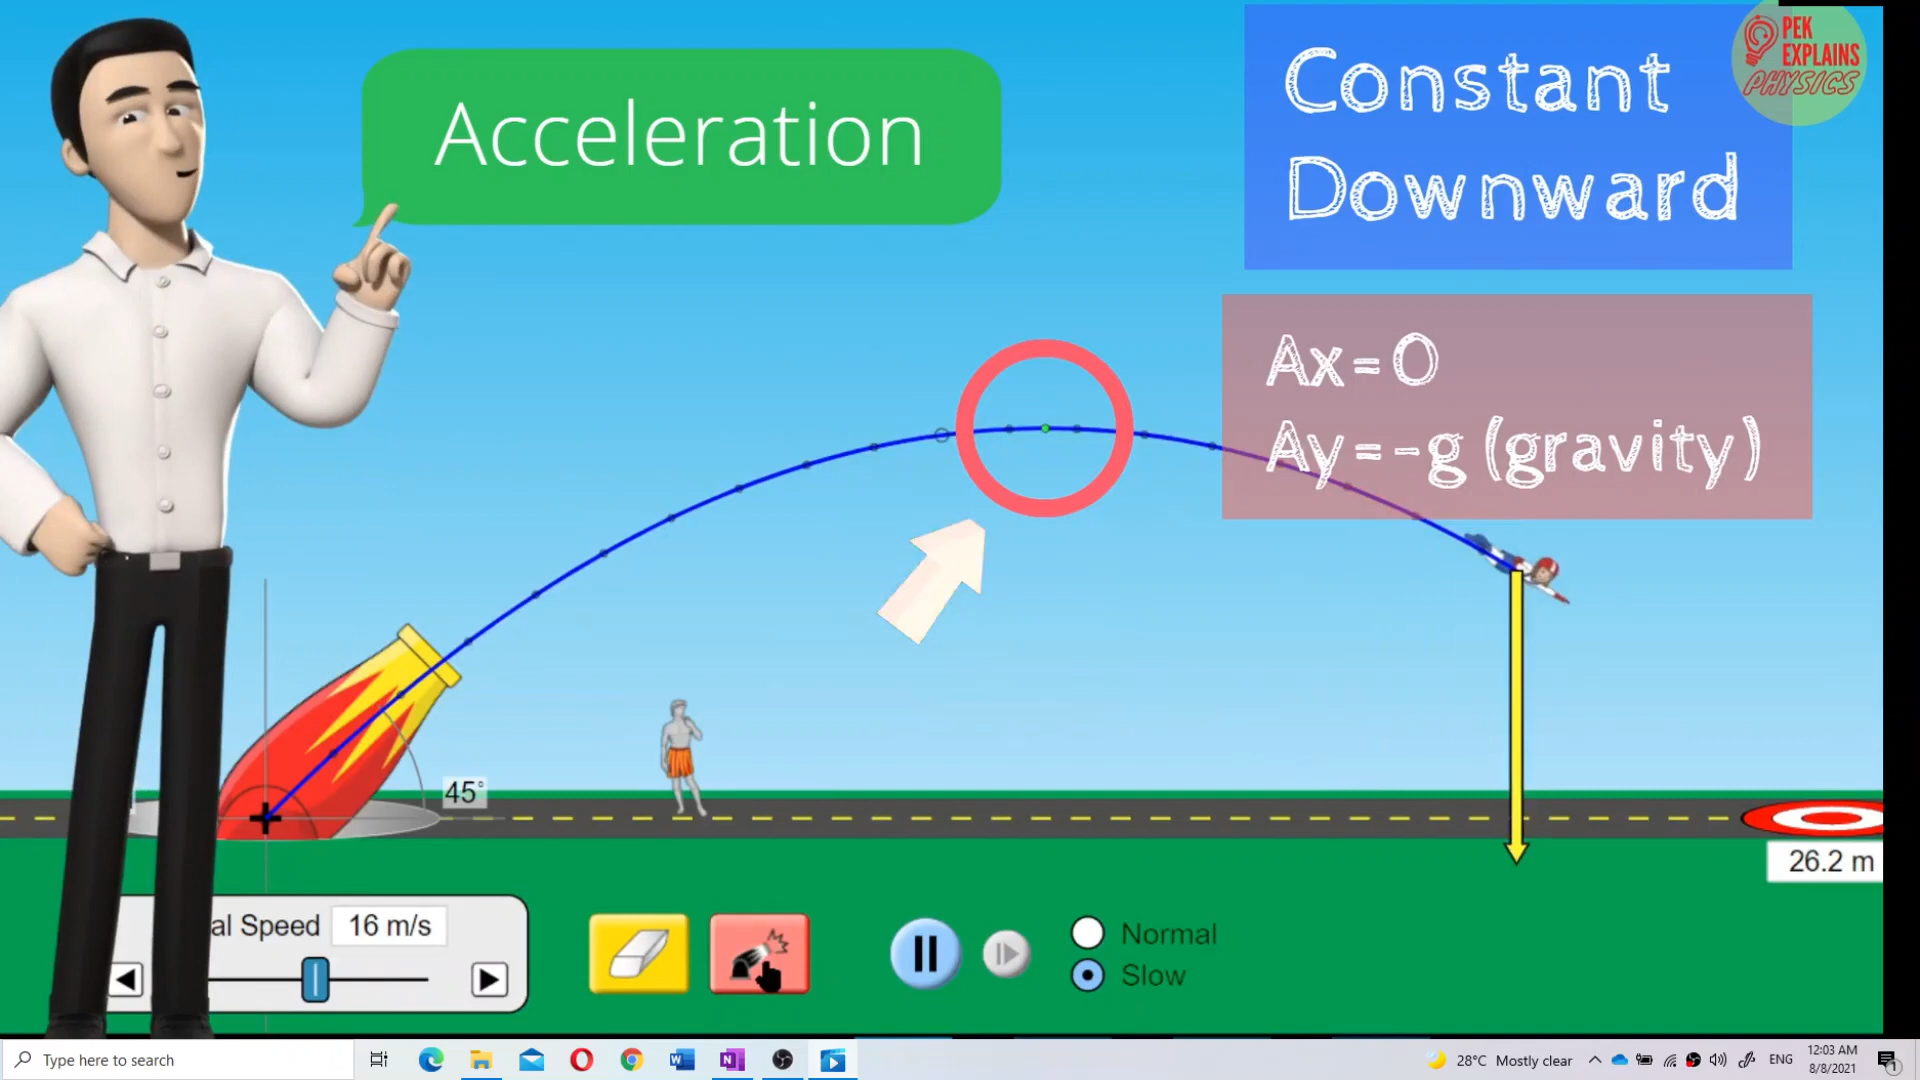 Acceleration
Constant
Downward
PEK
EXPLAINS
PHYSICS
Ax=0
Ay=-g (gravity)
45°
26.2 m
al Speed 16 m/s
Normal
Slow
Type here to search
28°C Mostly clear
ENG
12:03 AM
8/8/2021
1